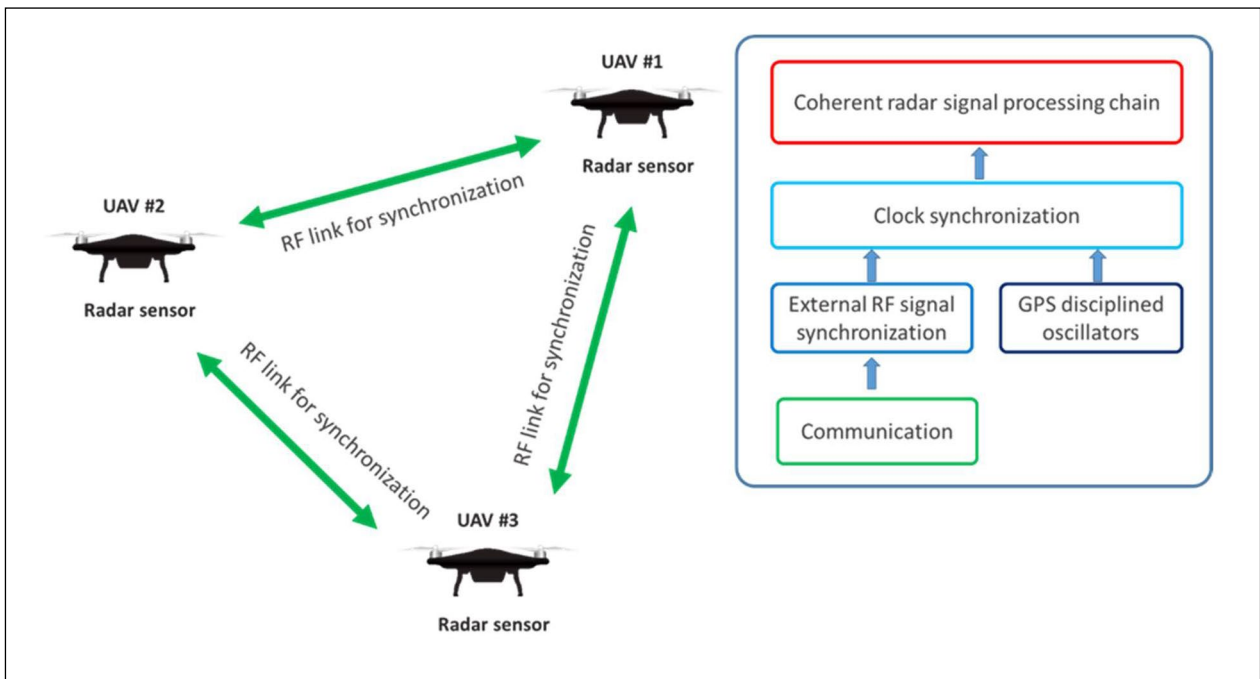 UAV #1
Radar sensor
UAV #2
Radar sensor
RF link for synchronization
RF link for synchronization
RF link for synchronization
UAV #3
Radar sensor
Coherent radar signal processing chain
Clock synchronization
External RF signal
synchronization
GPS disciplined
oscillators
Communication